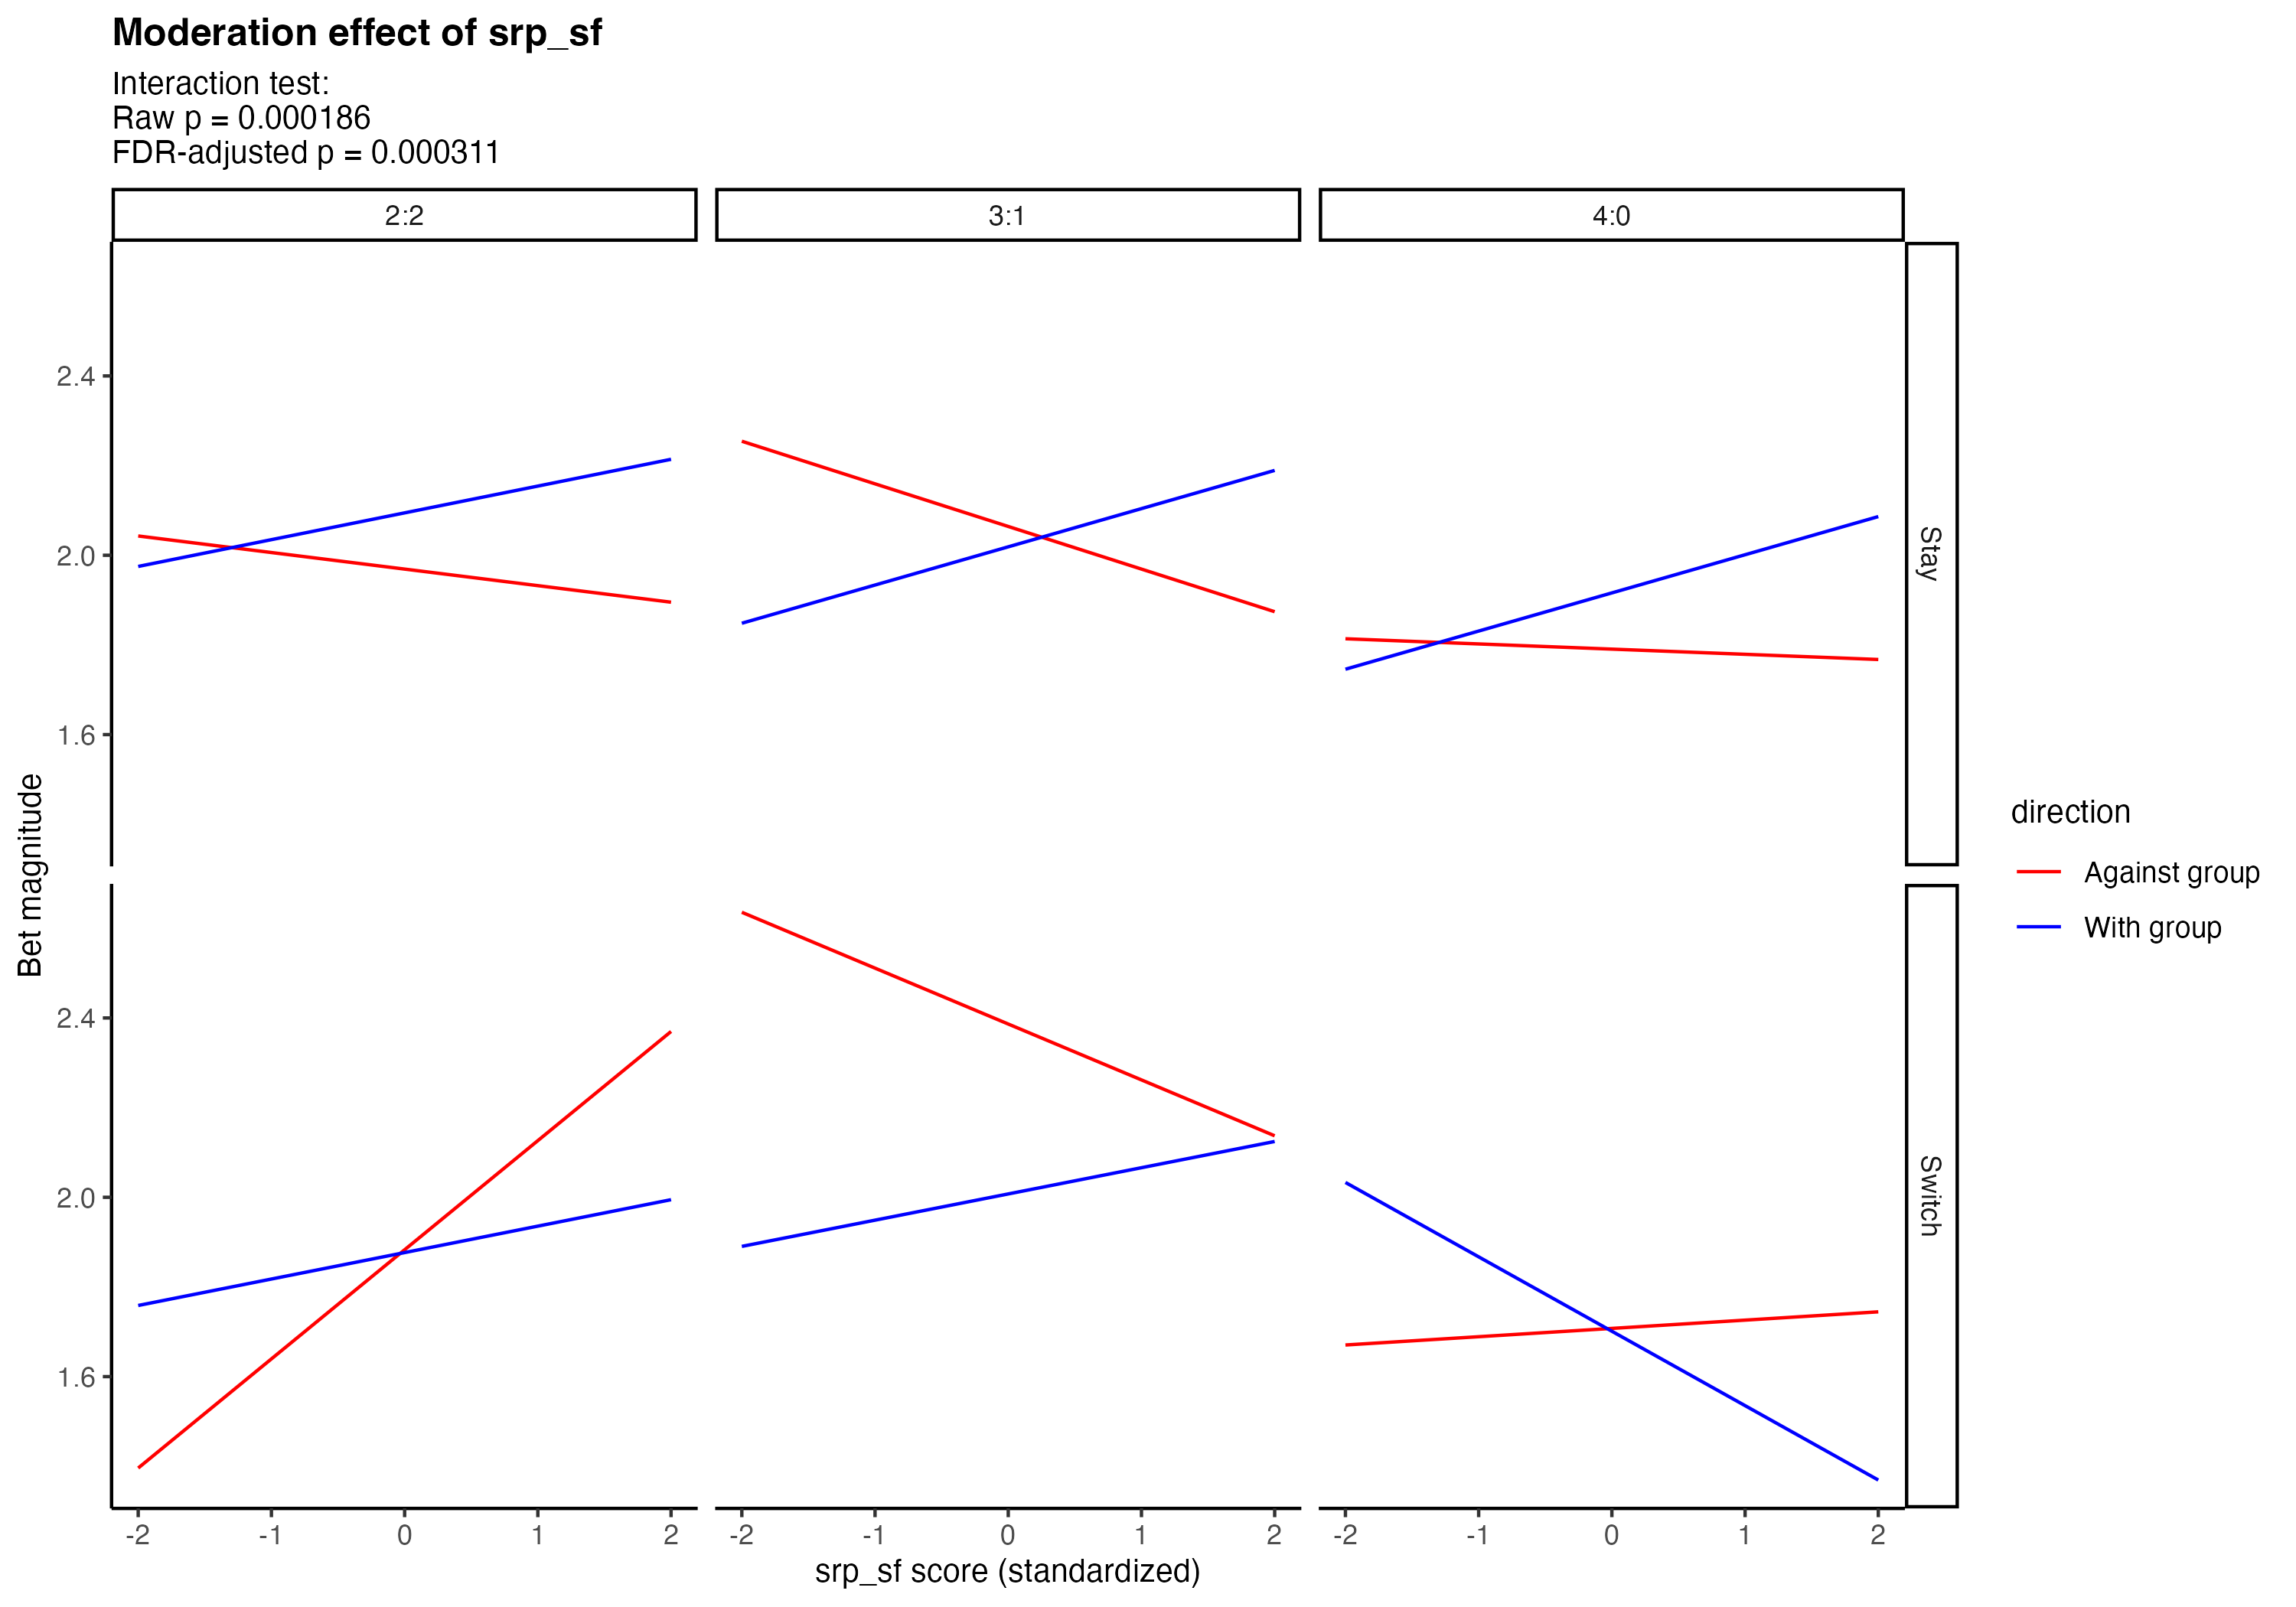 Moderation effect of srp_sf
Interaction test:
Raw p = 0.000186
FDR-adjusted p = 0.000311
2:2
3:1
4:0
2.4
2.0
1.6
Stay
Bet magnitude
2.4
2.0
1.6
Switch
-2 -1 0 1 2
-2 -1 0 1 2
-2 -1 0 1 2
srp_sf score (standardized)
direction
Against group
With group